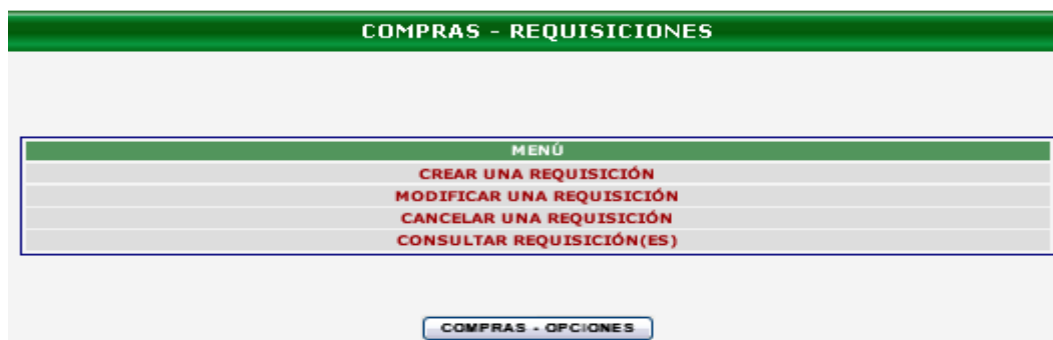 COMPRAS - REQUISICIONES
MENÚ
CREAR UNA REQUISICIÓN
MODIFICAR UNA REQUISICIÓN
CANCELAR UNA REQUISICIÓN
CONSULTAR REQUISICIÓN(ES)
COMPRAS - OPCIONES